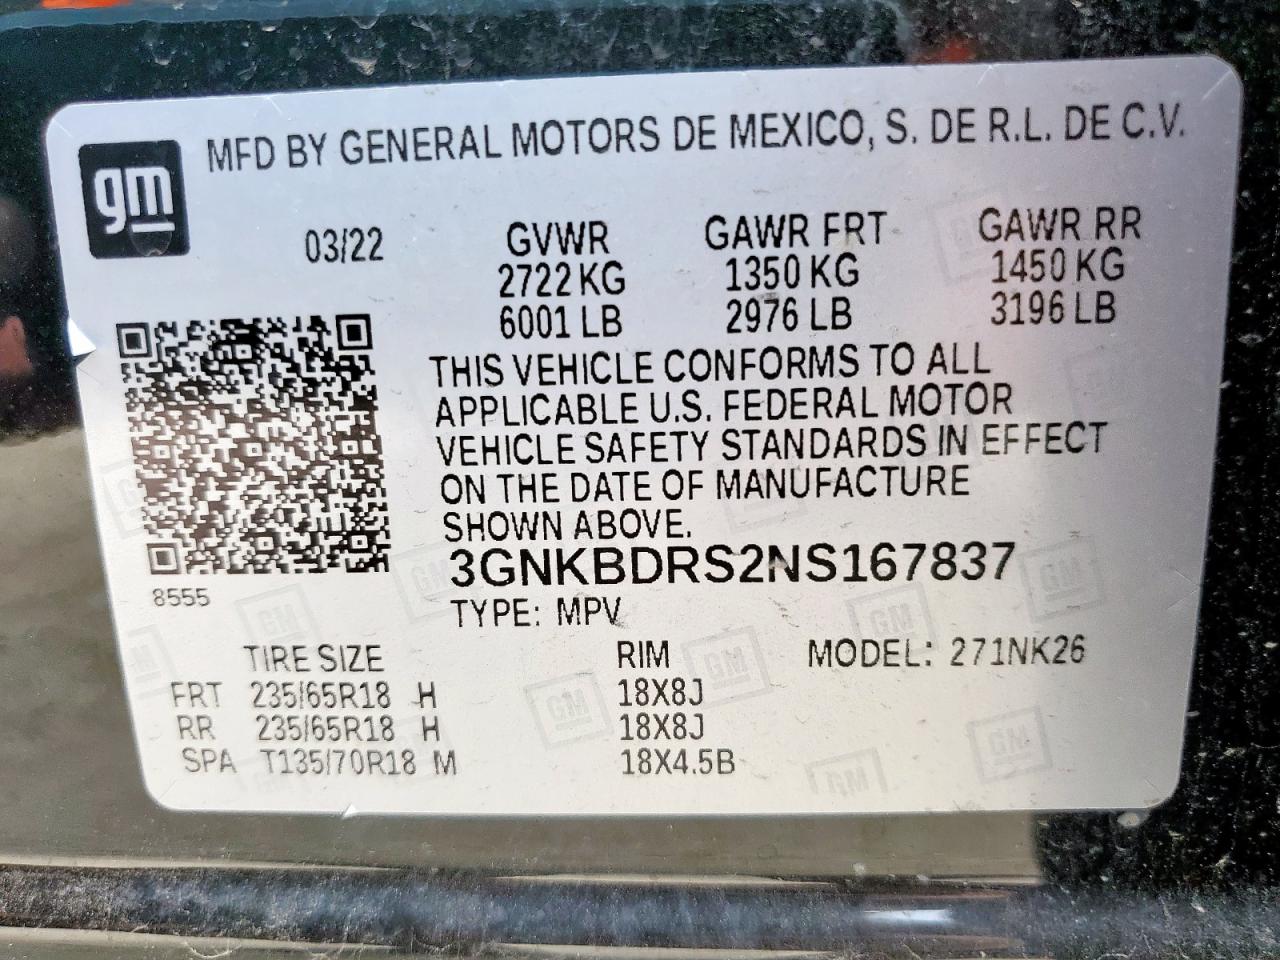 gm MFD BY GENERAL MOTORS DE MEXICO, S. DE R.L. DE C.V.
03/22 GVWR GAWR FRT GAWR RR
2722 KG 1350 KG 1450 KG
6001 LB 2976 LB 3196 LB
THIS VEHICLE CONFORMS TO ALL
APPLICABLE U.S. FEDERAL MOTOR
VEHICLE SAFETY STANDARDS IN EFFECT
ON THE DATE OF MANUFACTURE
SHOWN ABOVE.
3GNKBDRS2NS167837
8555
TYPE: MPV
TIRE SIZE RIM MODEL: 271NK26
FRT 235/65R18 H 18X8J
RR 235/65R18 H 18X8J
SPA T135/70R18 M 18X4.5B